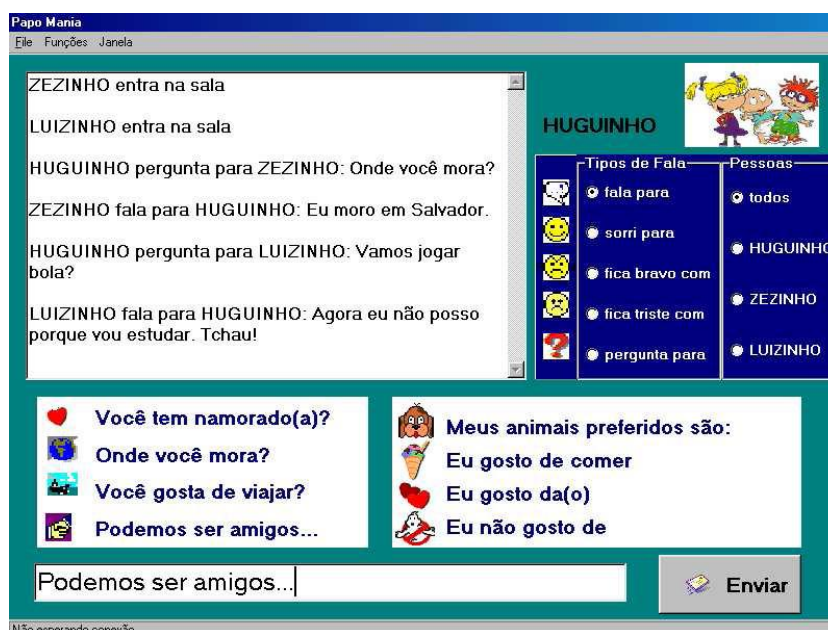 Papo Mania
File Funções Janela
ZEZINHO entra na sala
LUIZINHO entra na sala
HUGUINHO pergunta para ZEZINHO: Onde você mora?
ZEZINHO fala para HUGUINHO: Eu moro em Salvador.
HUGUINHO pergunta para LUIZINHO: Vamos jogar
bola?
LUIZINHO fala para HUGUINHO: Agora eu não posso
porque vou estudar. Tchau!
HUGUINHO
Tipos de Fala
fala para
sorri para
fica bravo com
fica triste com
pergunta para
Pessoas
todos
HUGUINHO
ZEZINHO
LUIZINHO
Você tem namorado(a)?
Onde você mora?
Você gosta de viajar?
Podemos ser amigos...
Meus animais preferidos são:
Eu gosto de comer
Eu gosto da(o)
Eu não gosto de
Podemos ser amigos...
Enviar
Não esperando conexão